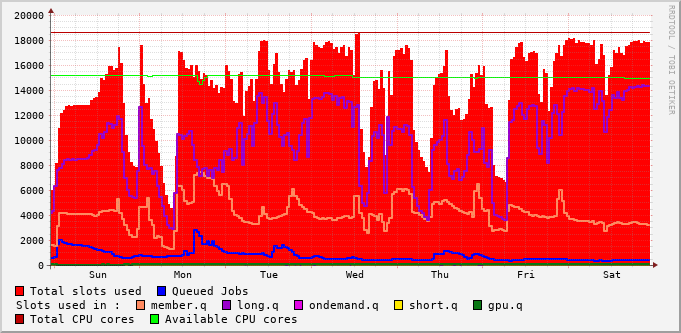 20000
18000
16000
14000
12000
10000
8000
6000
4000
2000
0
Sun Mon Tue Wed Thu Fri Sat
RRDTOOL / TOBI OETIKER
Total slots used Queued Jobs
Slots used in : member.q long.q ondemand.q short.q gpu.q
Total CPU cores Available CPU cores